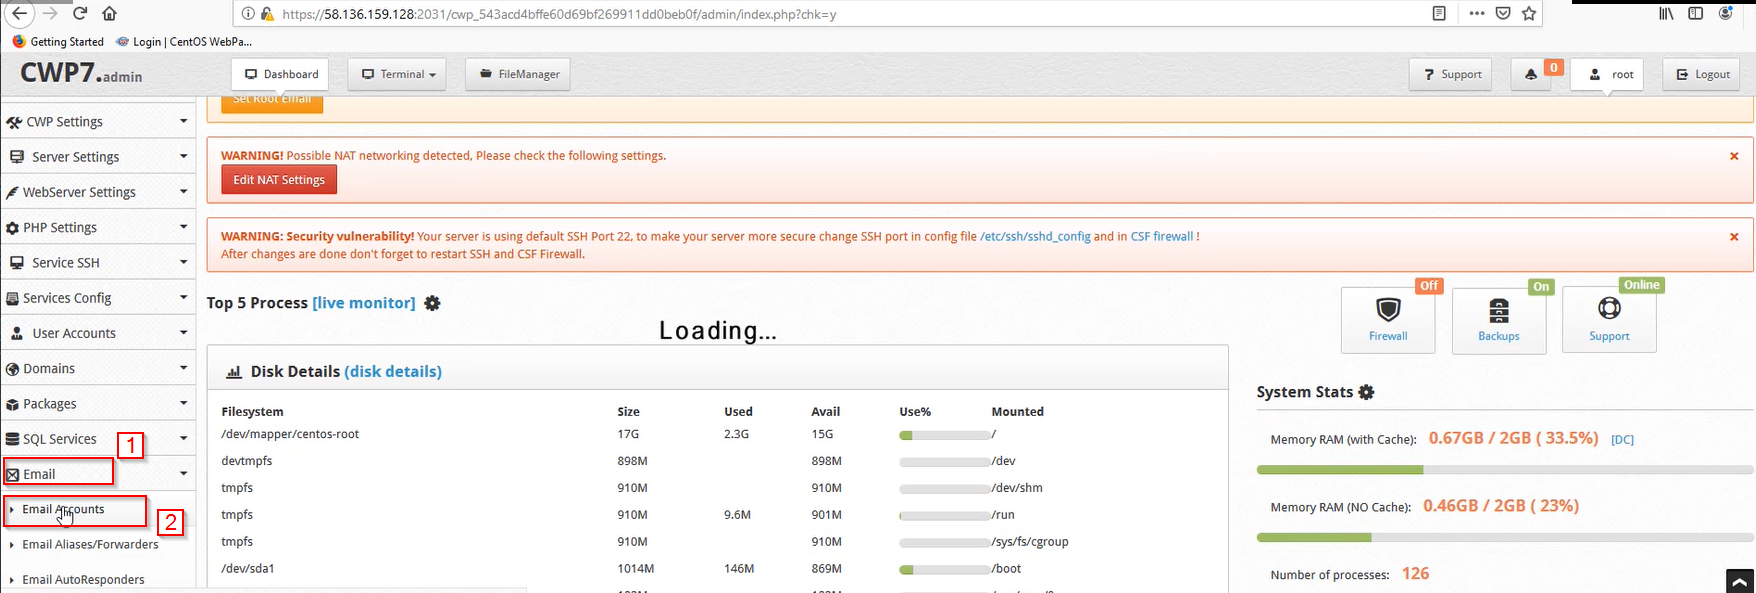 https://58.136.159.128:2031/cwp_543acd4bffe60d69bf269911dd0beb0f/admin/index.php?chk=y
Getting Started Login | CentOS WebPa...
CWP7.admin Dashboard Terminal FileManager ? Support 0 root Logout
CWP Settings
Server Settings
WebServer Settings
PHP Settings
Service SSH
Services Config
User Accounts
Domains
Packages
SQL Services
1
Email
Email Accounts
2
Email Aliases/Forwarders
Email AutoResponders
Set Root Email
WARNING! Possible NAT networking detected, Please check the following settings.
Edit NAT Settings
WARNING: Security vulnerability! Your server is using default SSH Port 22, to make your server more secure change SSH port in config file /etc/ssh/sshd_config and in CSF firewall !
After changes are done don't forget to restart SSH and CSF Firewall.
Top 5 Process [live monitor]
Loading...
Disk Details (disk details)
Filesystem Size Used Avail Use% Mounted
/dev/mapper/centos-root 17G 2.3G 15G /
devtmpfs 898M 898M /dev
tmpfs 910M 910M /dev/shm
tmpfs 910M 9.6M 901M /run
tmpfs 910M 910M /sys/fs/cgroup
/dev/sda1 1014M 146M 869M /boot
Off
Firewall
On
Backups
Online
Support
System Stats
Memory RAM (with Cache): 0.67GB / 2GB ( 33.5%) [DC]
Memory RAM (NO Cache): 0.46GB / 2GB ( 23%)
Number of processes: 126